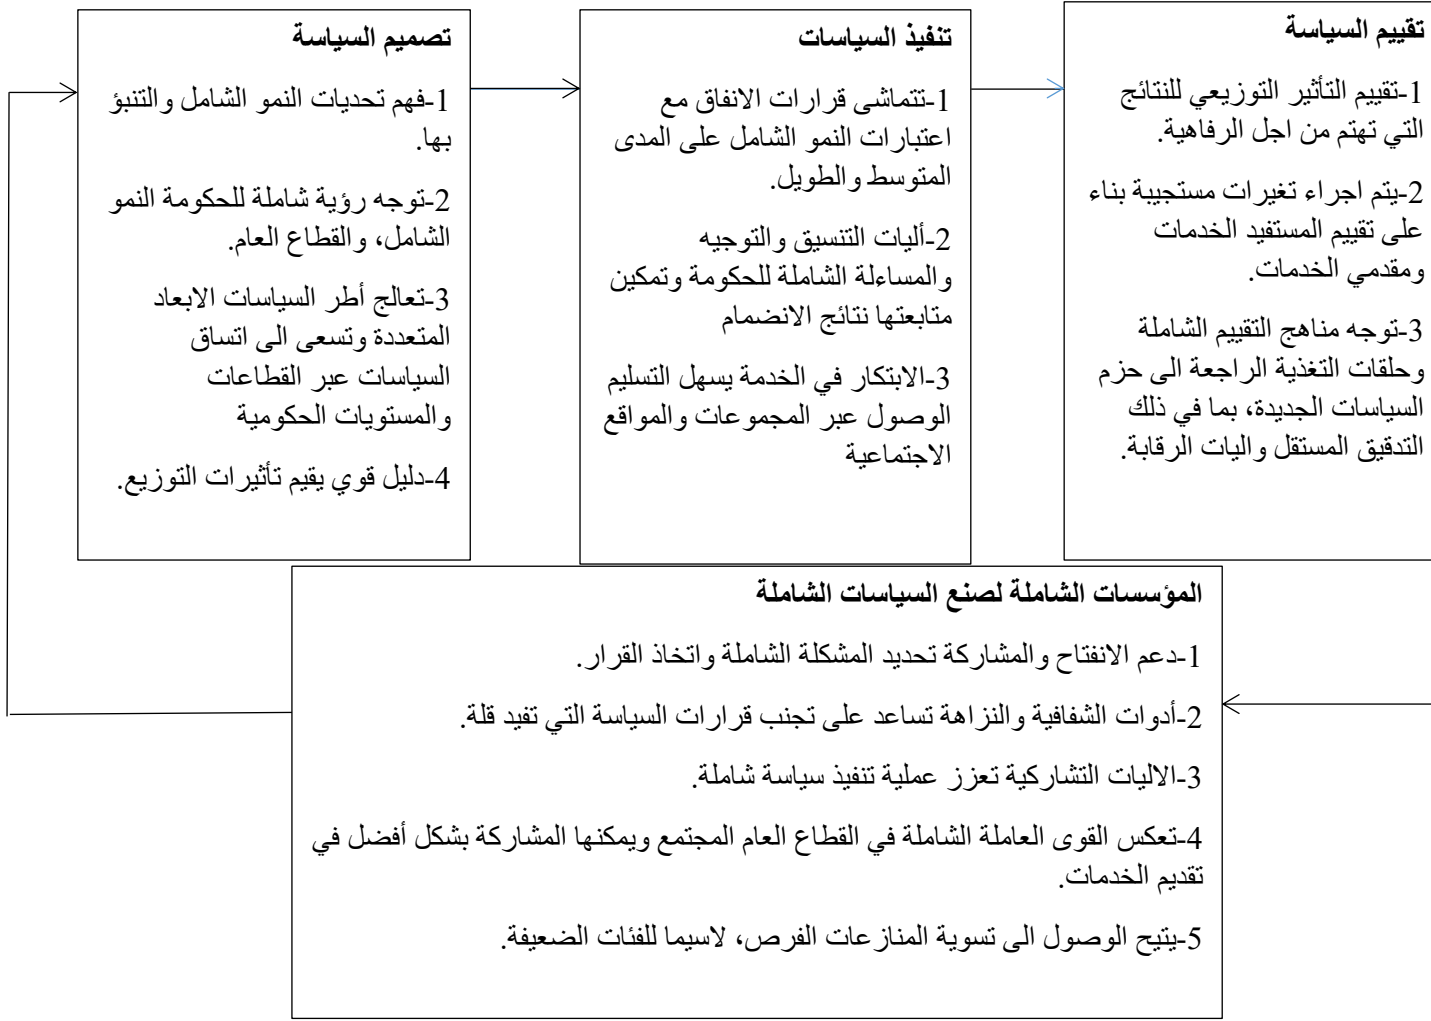 تصميم السياسة
1-فهم تحديات النمو الشامل والتنبؤ
بها.
2-توجه رؤية شاملة للحكومة النمو
الشامل، والقطاع العام.
3-تعالج أطر السياسات الابعاد
المتعددة وتسعى الى اتساق
السياسات عبر القطاعات
والمستويات الحكومية
4-دليل قوي يقيم تأثيرات التوزيع.
تنفيذ السياسات
1-تتماشى قرارات الانفاق مع
اعتبارات النمو الشامل على المدى
المتوسط والطويل.
2-أليات التنسيق والتوجيه
والمساءلة الشاملة للحكومة وتمكين
متابعتها نتائج الانضمام
3-الابتكار في الخدمة يسهل التسليم
الوصول عبر المجموعات والمواقع
الاجتماعية
تقييم السياسة
1-تقييم التأثير التوزيعي للنتائج
التي تهتم من اجل الرفاهية.
2-يتم اجراء تغيرات مستجيبة بناء
على تقييم المستفيد الخدمات
ومقدمي الخدمات.
3-توجه مناهج التقييم الشاملة
وحلقات التغذية الراجعة الى حزم
السياسات الجديدة، بما في ذلك
التدقيق المستقل واليات الرقابة.
المؤسسات الشاملة لصنع السياسات الشاملة
1-دعم الانفتاح والمشاركة تحديد المشكلة الشاملة واتخاذ القرار.
2-أدوات الشفافية والنزاهة تساعد على تجنب قرارات السياسة التي تفيد قلة.
3-الاليات التشاركية تعزز عملية تنفيذ سياسة شاملة.
4-تعكس القوى العاملة الشاملة في القطاع العام المجتمع ويمكنها المشاركة بشكل أفضل في
تقديم الخدمات.
5-يتيح الوصول الى تسوية المنازعات الفرص، لاسيما للفئات الضعيفة.